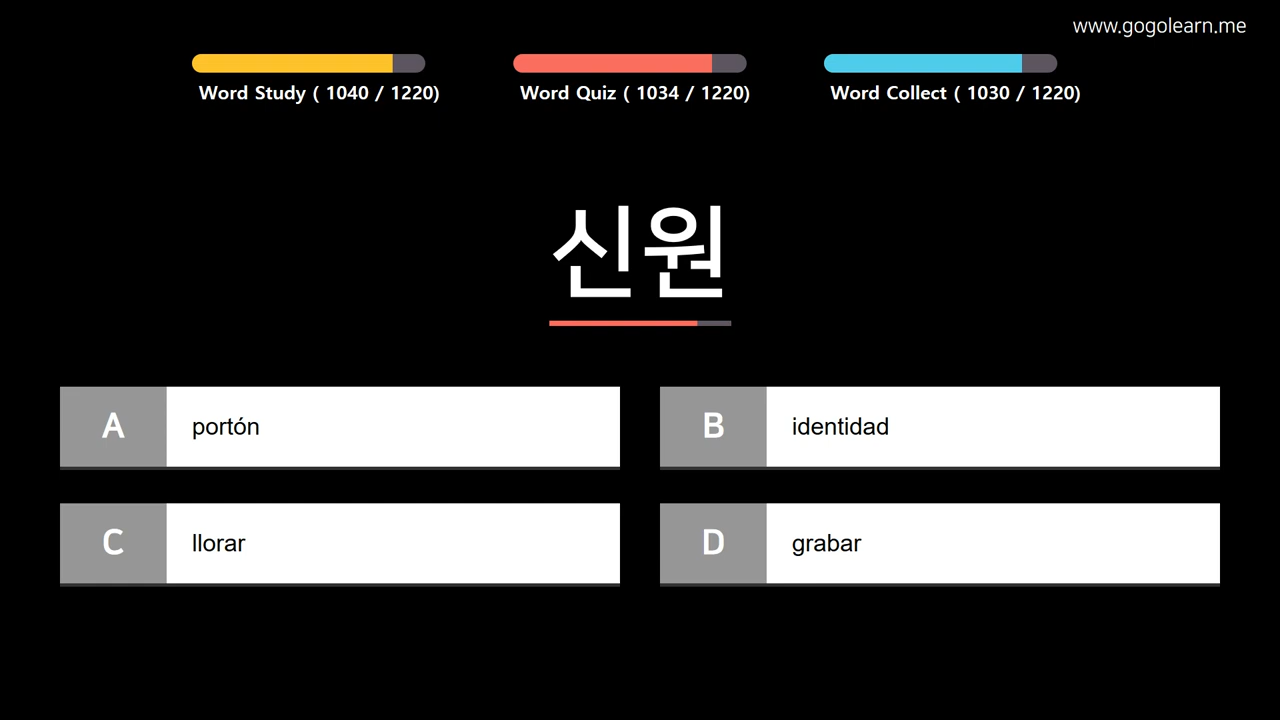 www.gogolearn.me
Word Study ( 1040 / 1220)
Word Quiz ( 1034 / 1220)
Word Collect ( 1030 / 1220)
신원
A portón
B identidad
C llorar
D grabar